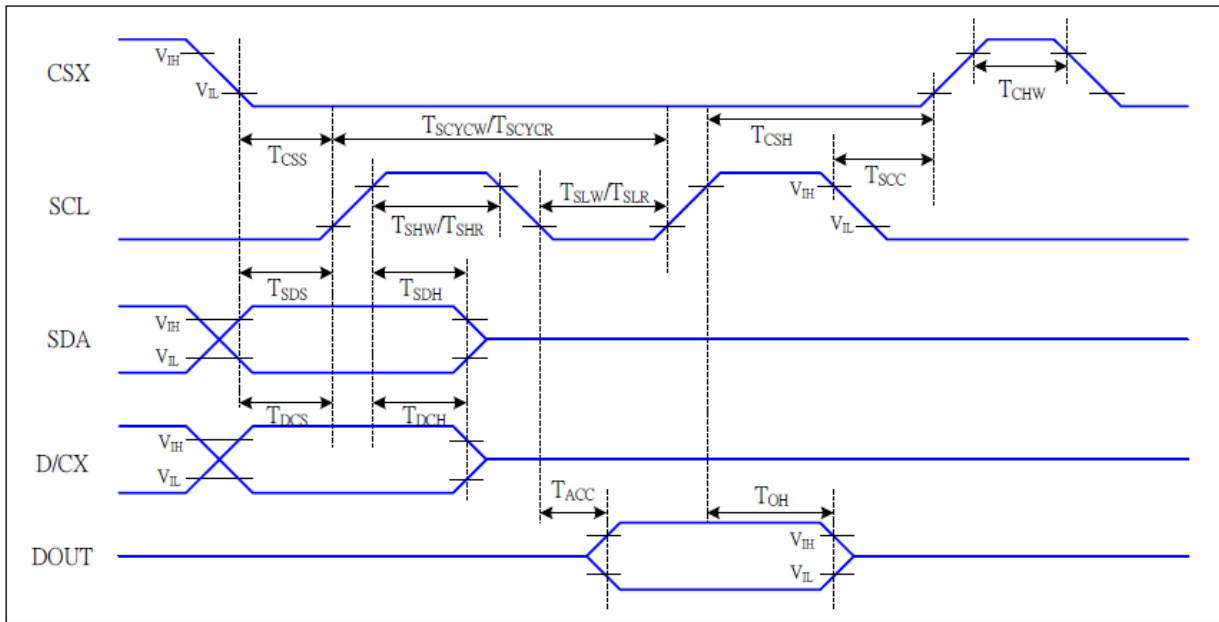 CSX
VIH
VIL
TCHW
TSCYCW/TSCYCR
TCSS
TCSH
TSCC
SCL
TSLW/TSLR
VIH
TSHW/TSHR
VIL
TSDS
TSDH
SDA
VIH
VIL
TDCS
TDCH
D/CX
VIH
VIL
TACC
TOH
DOUT
VIH
VIL